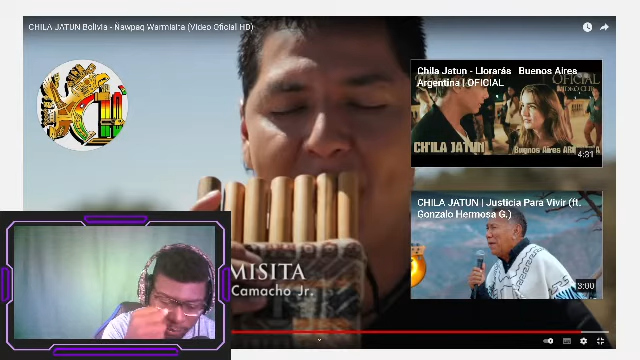 CHILA JATUN Bolivia - Ñawpaq Warmisita (Video Oficial HD)
Chila Jatun - Llorarás Buenos Aires
Argentina | OFICIAL
CHILA JATUN
4:31
CHILA JATUN | Justicia Para Vivir (ft.
Gonzalo Hermosa G.)
3:00
MISITA
Camacho Jr.